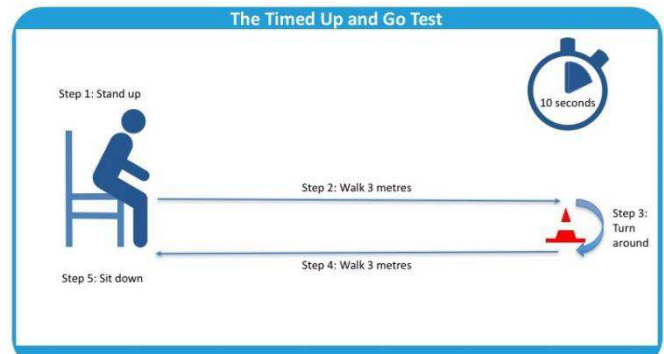 The Timed Up and Go Test
Step 1: Stand up
10 seconds
Step 2: Walk 3 metres
Step 3:
Turn
around
Step 4: Walk 3 metres
Step 5: Sit down